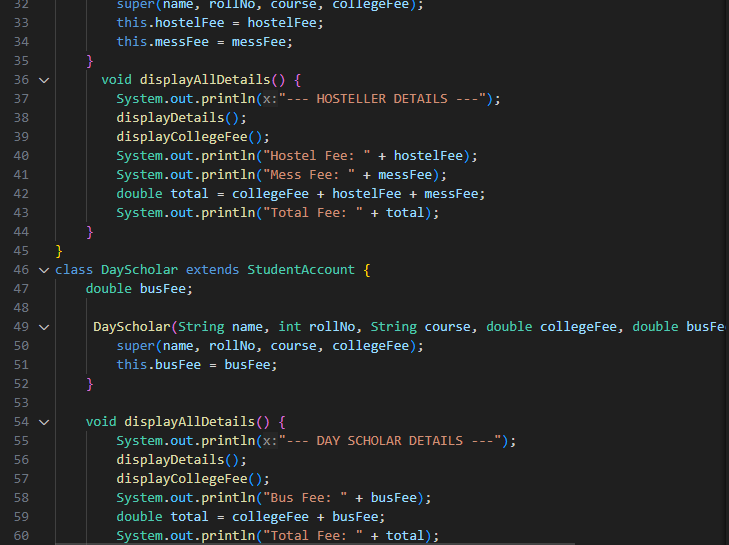 32 super(name, rollNo, course, collegeFee);
33 this.hostelFee = hostelFee;
34 this.messFee = messFee;
35 }
36 void displayAllDetails() {
37 System.out.println(x:"--- HOSTELLER DETAILS ---");
38 displayDetails();
39 displayCollegeFee();
40 System.out.println("Hostel Fee: " + hostelFee);
41 System.out.println("Mess Fee: " + messFee);
42 double total = collegeFee + hostelFee + messFee;
43 System.out.println("Total Fee: " + total);
44 }
45 }
46 class DayScholar extends StudentAccount {
47 double busFee;
48
49 DayScholar(String name, int rollNo, String course, double collegeFee, double busFe
50 super(name, rollNo, course, collegeFee);
51 this.busFee = busFee;
52 }
53
54 void displayAllDetails() {
55 System.out.println(x:"--- DAY SCHOLAR DETAILS ---");
56 displayDetails();
57 displayCollegeFee();
58 System.out.println("Bus Fee: " + busFee);
59 double total = collegeFee + busFee;
60 System.out.println("Total Fee: " + total);